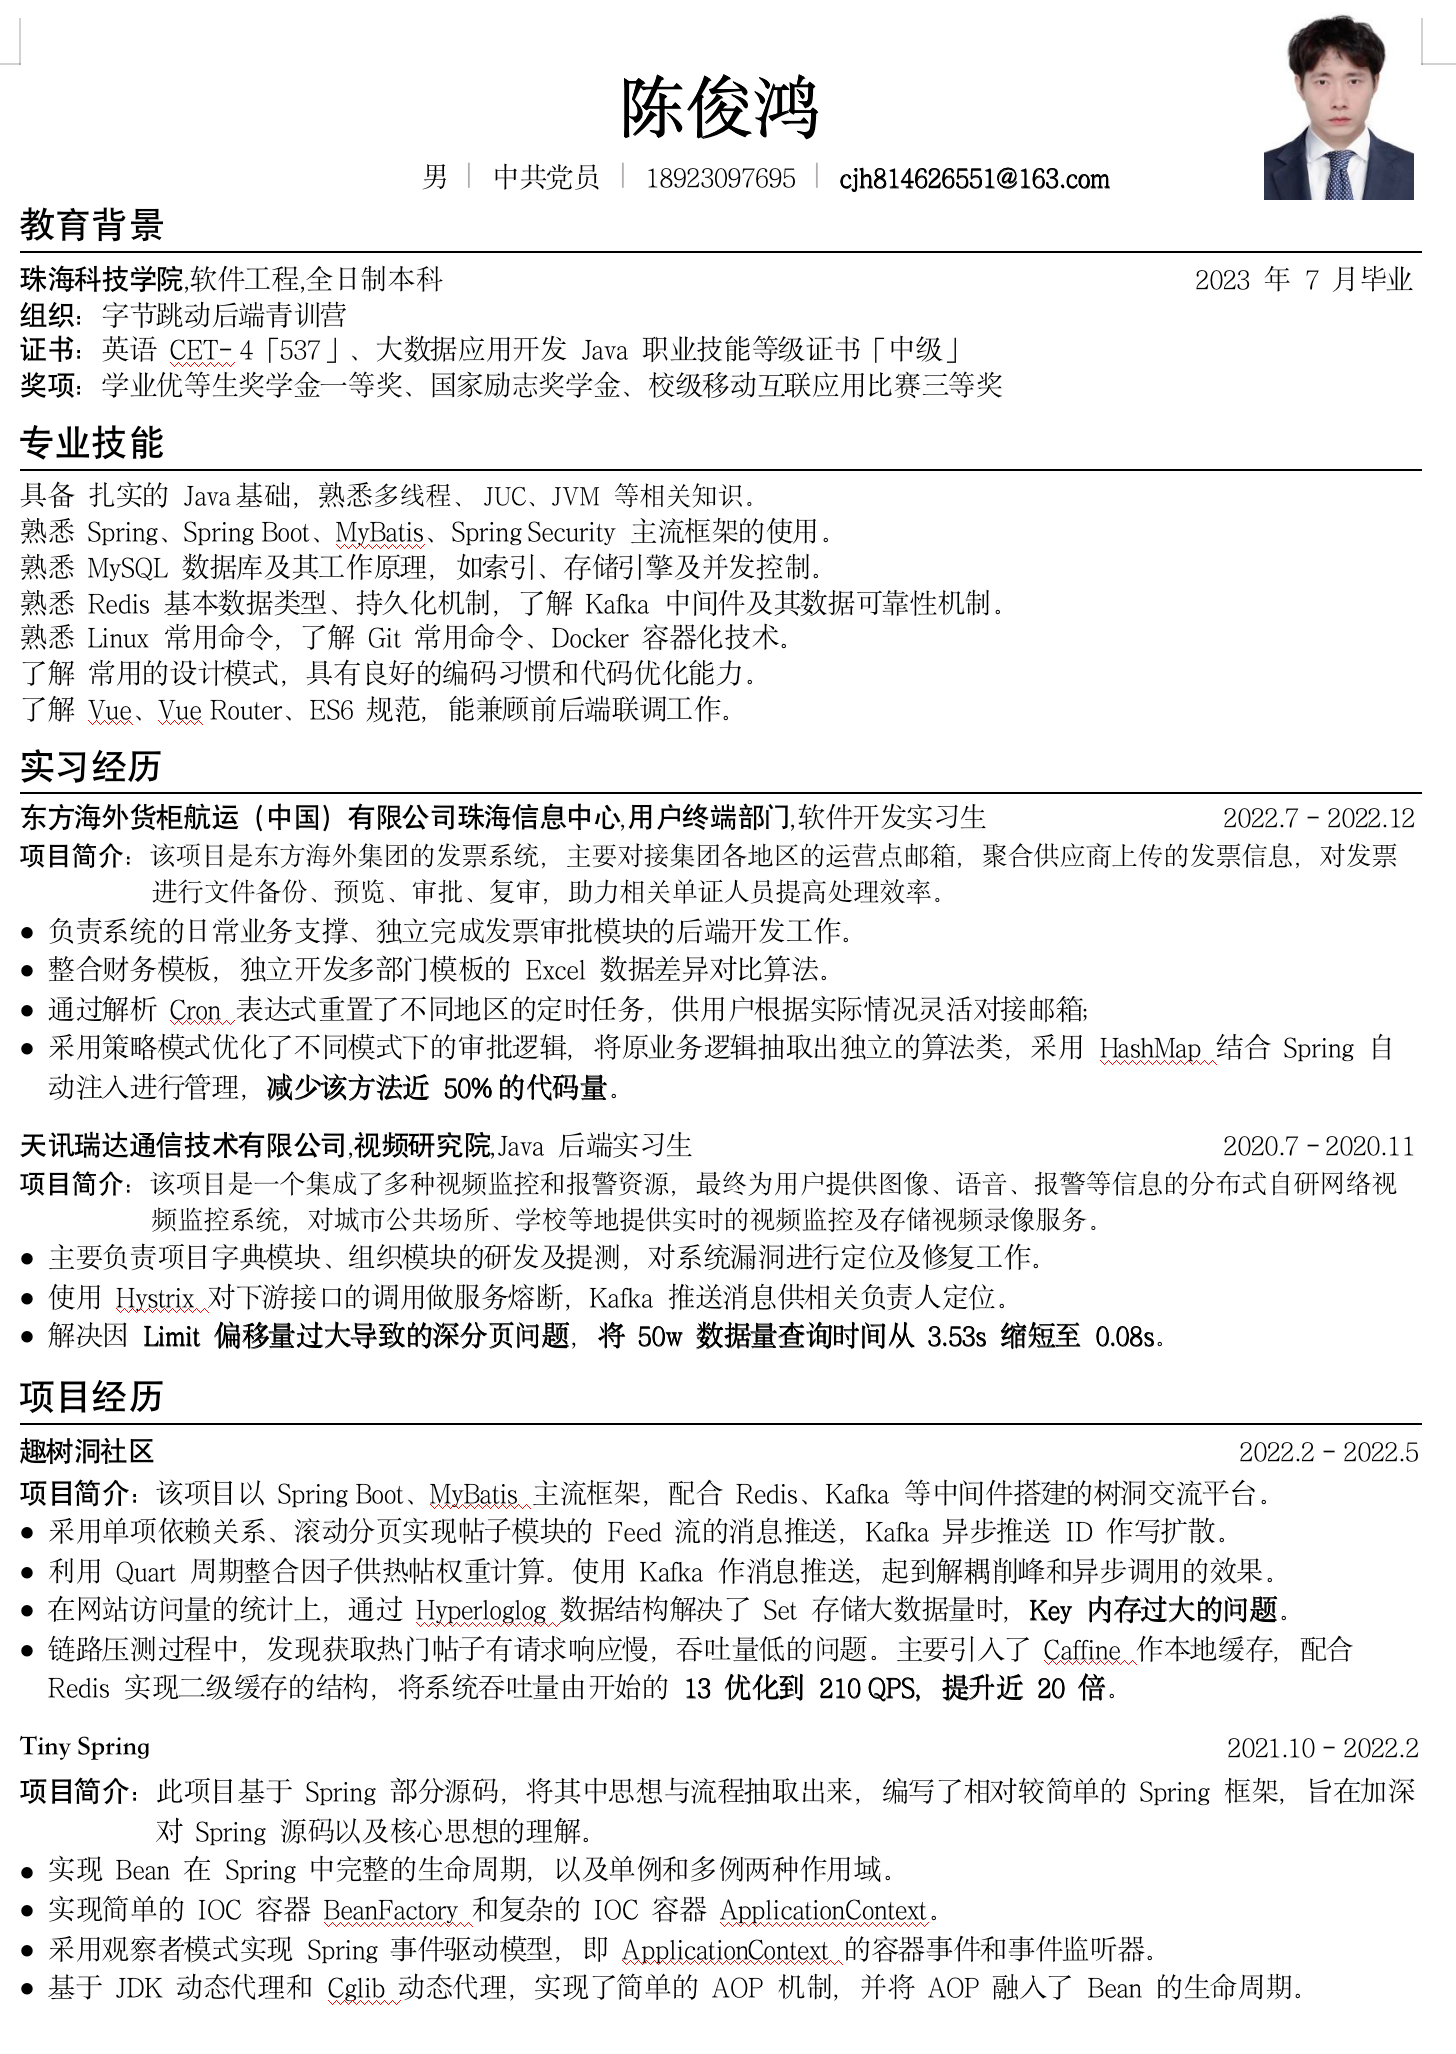 陈俊鸿
男 | 中共党员 | 18923097695 | cjh814626551@163.com
教育背景
珠海科技学院,软件工程,全日制本科 2023 年 7 月毕业
组织：字节跳动后端青训营
证书：英语 CET-4「537」、大数据应用开发 Java 职业技能等级证书「中级」
奖项：学业优等生奖学金一等奖、国家励志奖学金、校级移动互联应用比赛三等奖
专业技能
具备 扎实的 Java基础，熟悉多线程、JUC、JVM 等相关知识。
熟悉 Spring、Spring Boot、MyBatis、Spring Security 主流框架的使用。
熟悉 MySQL 数据库及其工作原理，如索引、存储引擎及并发控制。
熟悉 Redis 基本数据类型、持久化机制，了解 Kafka 中间件及其数据可靠性机制。
熟悉 Linux 常用命令，了解 Git 常用命令、Docker 容器化技术。
了解 常用的设计模式，具有良好的编码习惯和代码优化能力。
了解 Vue、Vue Router、ES6 规范，能兼顾前后端联调工作。
实习经历
东方海外货柜航运（中国）有限公司珠海信息中心,用户终端部门,软件开发实习生 2022.7 - 2022.12
项目简介：该项目是东方海外集团的发票系统，主要对接集团各地区的运营点邮箱，聚合供应商上传的发票信息，对发票
进行文件备份、预览、审批、复审，助力相关单证人员提高处理效率。
● 负责系统的日常业务支撑、独立完成发票审批模块的后端开发工作。
● 整合财务模板，独立开发多部门模板的 Excel 数据差异对比算法。
● 通过解析 Cron 表达式重置了不同地区的定时任务，供用户根据实际情况灵活对接邮箱;
● 采用策略模式优化了不同模式下的审批逻辑，将原业务逻辑抽取出独立的算法类，采用 HashMap 结合 Spring 自
动注入进行管理，减少该方法近 50%的代码量。
天讯瑞达通信技术有限公司,视频研究院,Java 后端实习生 2020.7 -2020.11
项目简介：该项目是一个集成了多种视频监控和报警资源，最终为用户提供图像、语音、报警等信息的分布式自研网络视
频监控系统，对城市公共场所、学校等地提供实时的视频监控及存储视频录像服务。
● 主要负责项目字典模块、组织模块的研发及提测，对系统漏洞进行定位及修复工作。
● 使用 Hystrix 对下游接口的调用做服务熔断，Kafka 推送消息供相关负责人定位。
● 解决因 Limit 偏移量过大导致的深分页问题，将 50w 数据量查询时间从 3.53s 缩短至 0.08s。
项目经历
趣树洞社区 2022.2 - 2022.5
项目简介：该项目以 Spring Boot、MyBatis 主流框架，配合 Redis、Kafka 等中间件搭建的树洞交流平台。
● 采用单项依赖关系、滚动分页实现帖子模块的 Feed 流的消息推送，Kafka 异步推送 ID 作写扩散。
● 利用 Quart 周期整合因子供热帖权重计算。使用 Kafka 作消息推送，起到解耦削峰和异步调用的效果。
● 在网站访问量的统计上，通过 Hyperloglog 数据结构解决了 Set 存储大数据量时，Key 内存过大的问题。
● 链路压测过程中，发现获取热门帖子有请求响应慢，吞吐量低的问题。主要引入了 Caffine 作本地缓存，配合
Redis 实现二级缓存的结构，将系统吞吐量由开始的 13 优化到 210 QPS，提升近 20 倍。
Tiny Spring 2021.10 - 2022.2
项目简介：此项目基于 Spring 部分源码，将其中思想与流程抽取出来，编写了相对较简单的 Spring 框架，旨在加深
对 Spring 源码以及核心思想的理解。
● 实现 Bean 在 Spring 中完整的生命周期，以及单例和多例两种作用域。
● 实现简单的 IOC 容器 BeanFactory 和复杂的 IOC 容器 ApplicationContext。
● 采用观察者模式实现 Spring 事件驱动模型，即 ApplicationContext 的容器事件和事件监听器。
● 基于 JDK 动态代理和 Cglib 动态代理，实现了简单的 AOP 机制，并将 AOP 融入了 Bean 的生命周期。